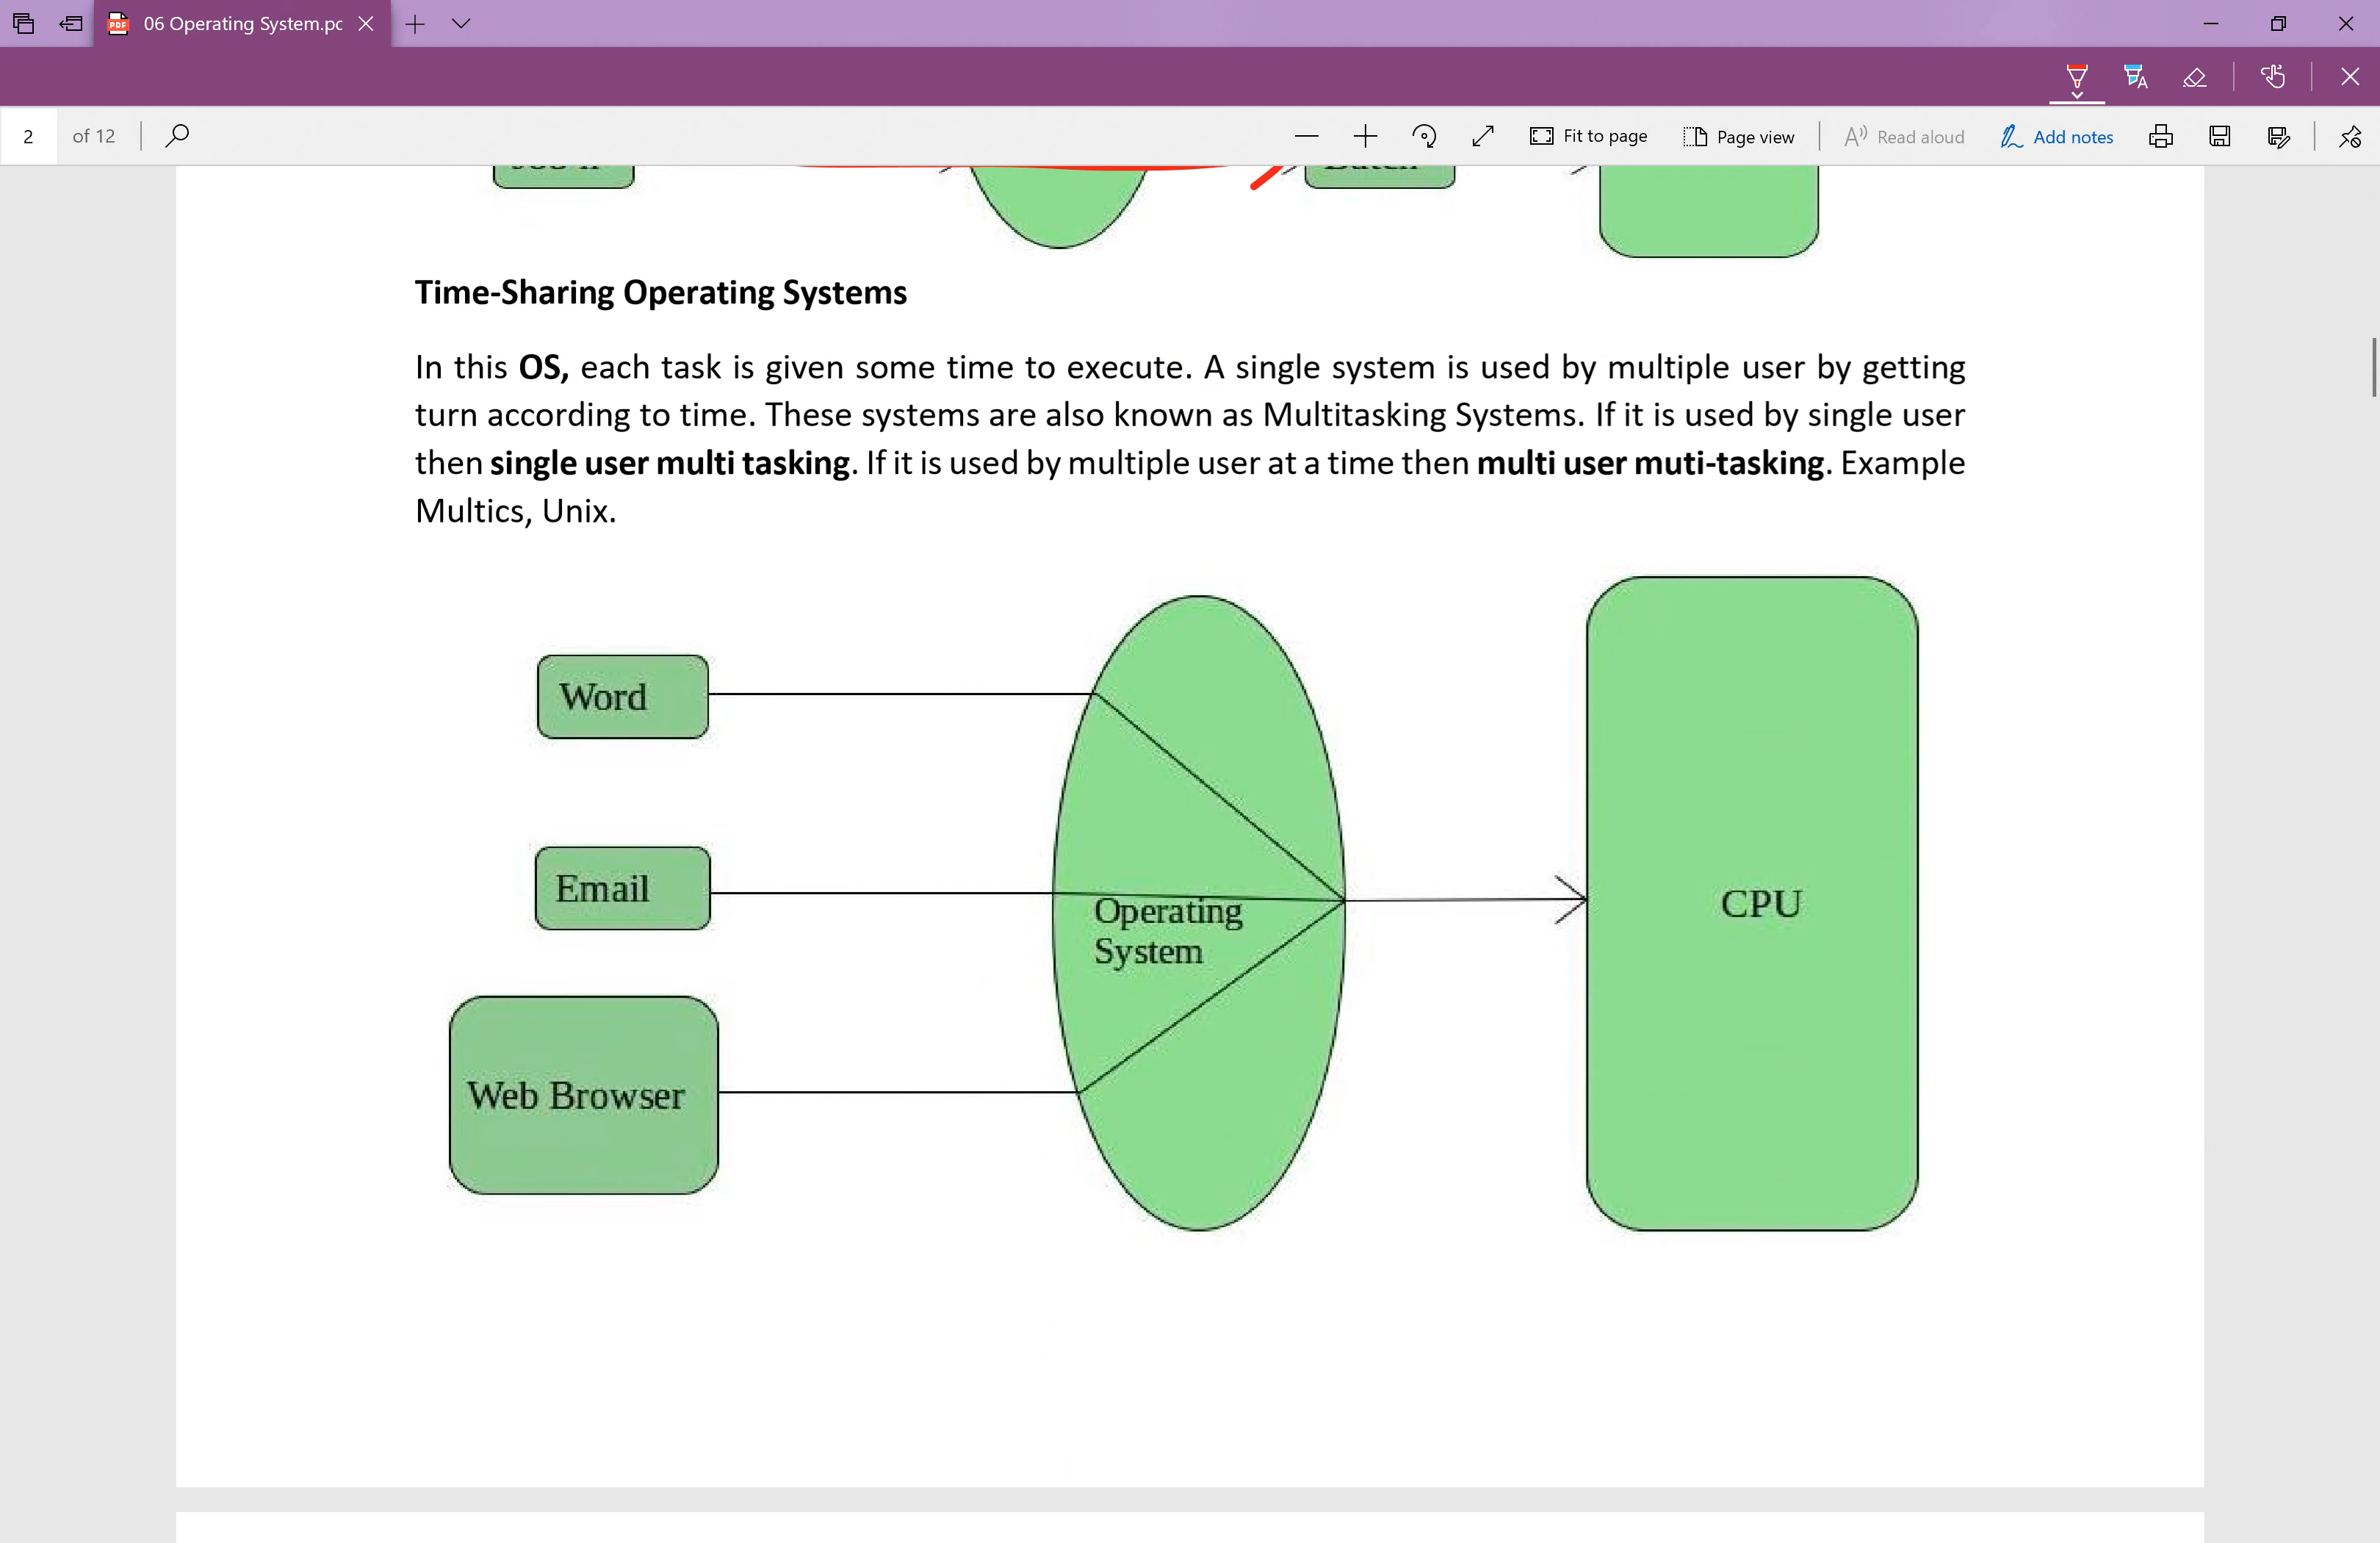 06 Operating System.pc
2 of 12
Fit to page
Page view
Read aloud
Add notes
Time-Sharing Operating Systems
In this OS, each task is given some time to execute. A single system is used by multiple user by getting
turn according to time. These systems are also known as Multitasking Systems. If it is used by single user
then single user multi tasking. If it is used by multiple user at a time then multi user muti-tasking. Example
Multics, Unix.
Word
Email
Operating
System
CPU
Web Browser